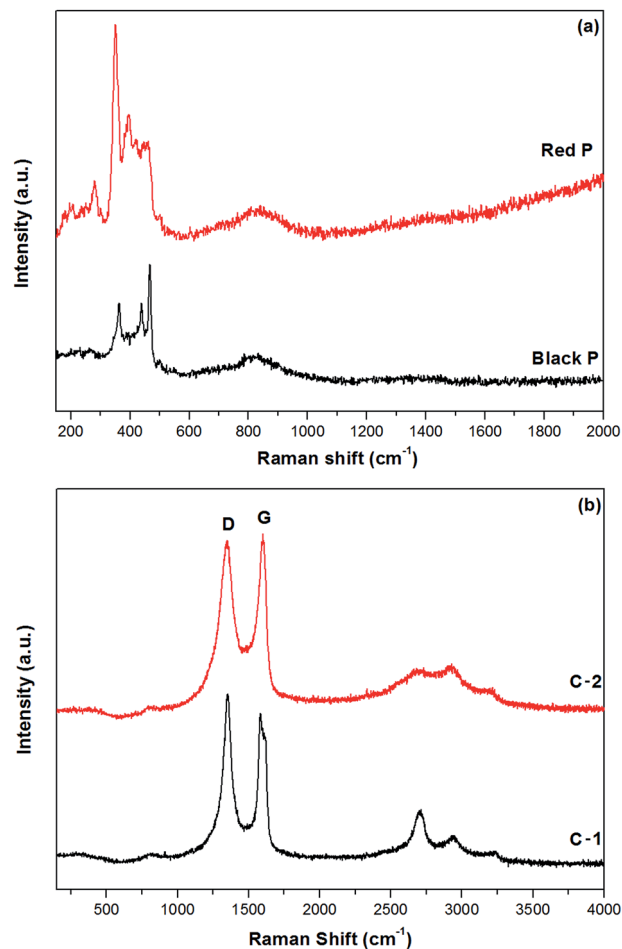 (a)
Red P
Black P
Intensity (a.u.)
200 400 600 800 1000 1200 1400 1600 1800 2000
Raman shift (cm⁻¹)
(b)
D G
C-2
C-1
Intensity (a.u.)
500 1000 1500 2000 2500 3000 3500 4000
Raman Shift (cm⁻¹)